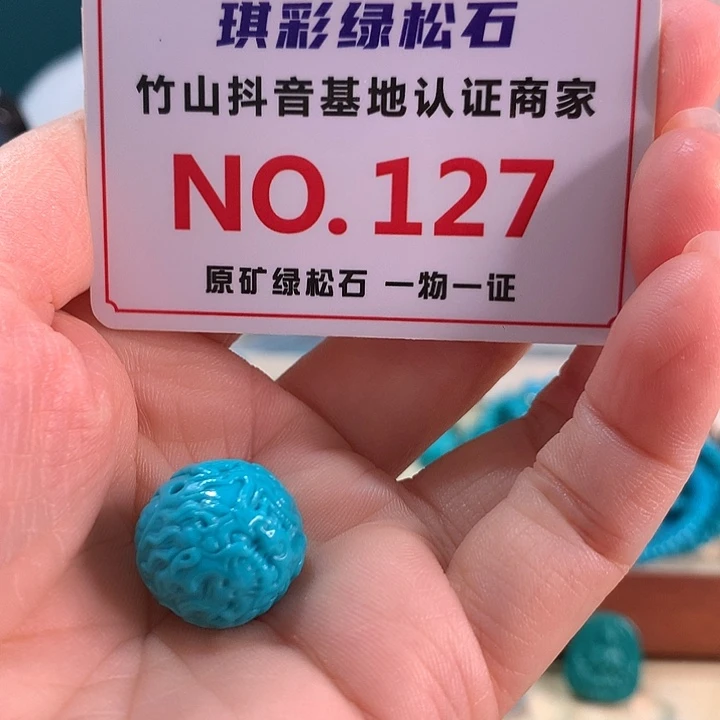 琪彩绿松石
竹山抖音基地认证商家
NO.127
原矿绿松石 一物一证